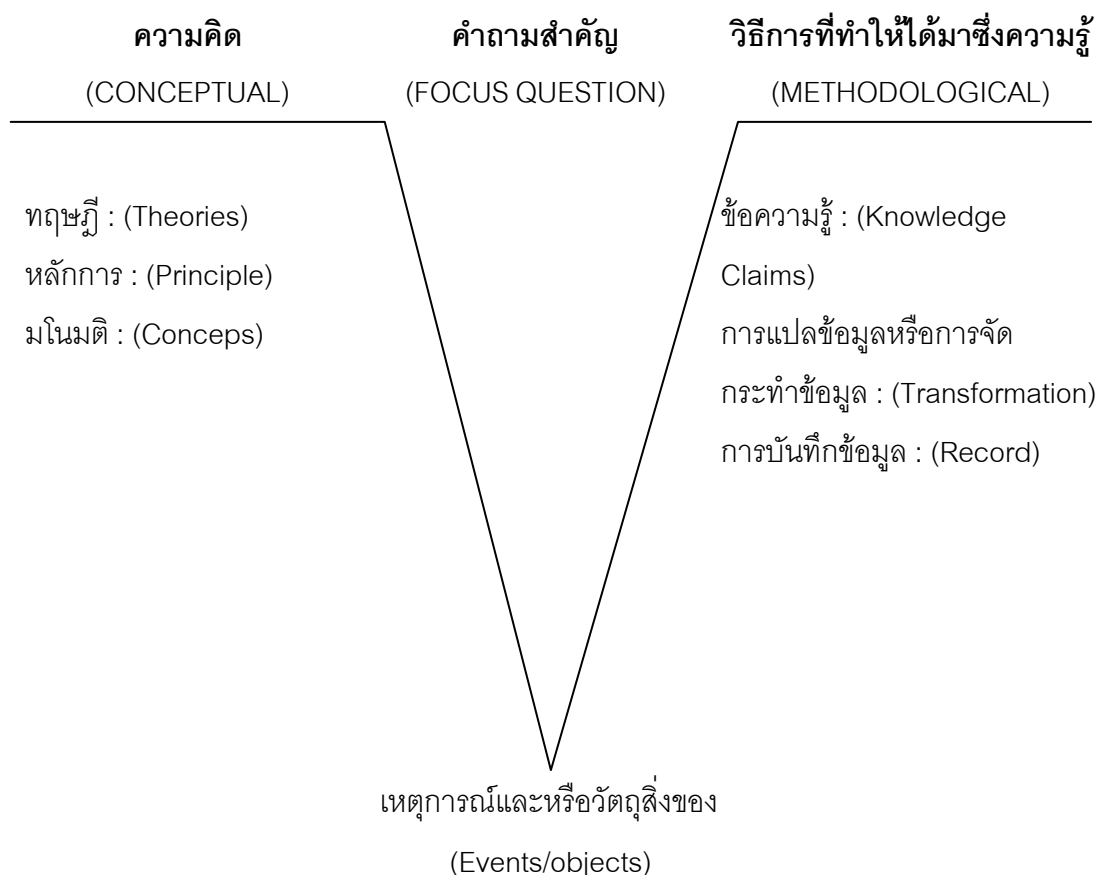 ความคิด
(CONCEPTUAL)
คำถามสำคัญ
(FOCUS QUESTION)
วิธีการที่ทำให้ได้มาซึ่งความรู้
(METHODOLOGICAL)
ทฤษฎี : (Theories)
หลักการ : (Principle)
มโนมติ : (Conceps)
ข้อความรู้ : (Knowledge
Claims)
การแปลข้อมูลหรือการจัด
กระทำข้อมูล : (Transformation)
การบันทึกข้อมูล : (Record)
เหตุการณ์และหรือวัตถุสิ่งของ
(Events/objects)